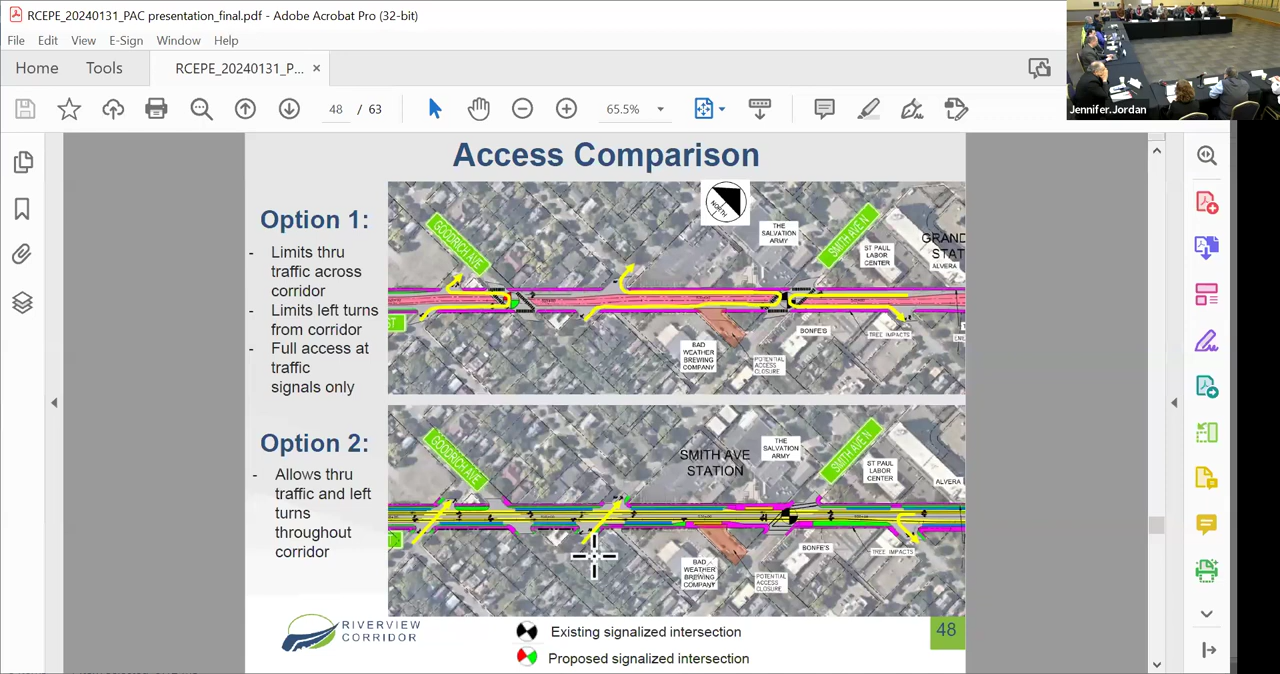 RCEPE_20240131_PAC presentation_final.pdf - Adobe Acrobat Pro (32-bit)
File Edit View E-Sign Window Help
Home Tools RCEPE_20240131_P... ×
48 / 63 65.5%
Jennifer.Jordan
Access Comparison
Option 1:
- Limits thru
traffic across
corridor
- Limits left turns
from corridor
- Full access at
traffic
signals only
GOODRICH AVE
NORTH
THE
SALVATION
ARMY
SMITH AVE N
ST PAUL
LABOR
CENTER
GRAND
STAT
ALVERA
ST
BAD
WEATHER
BREWING
COMPANY
POTENTIAL
ACCESS
CLOSURE
BONFE'S
TREE IMPACTS
Option 2:
- Allows thru
traffic and left
turns
throughout
corridor
GOODRICH AVE
SMITH AVE
STATION
THE
SALVATION
ARMY
SMITH AVE N
ST PAUL
LABOR
CENTER
ALVERA
BAD
WEATHER
BREWING
COMPANY
POTENTIAL
ACCESS
CLOSURE
BONFE'S
TREE IMPACTS
RIVERVIEW
CORRIDOR
Existing signalized intersection
Proposed signalized intersection
48